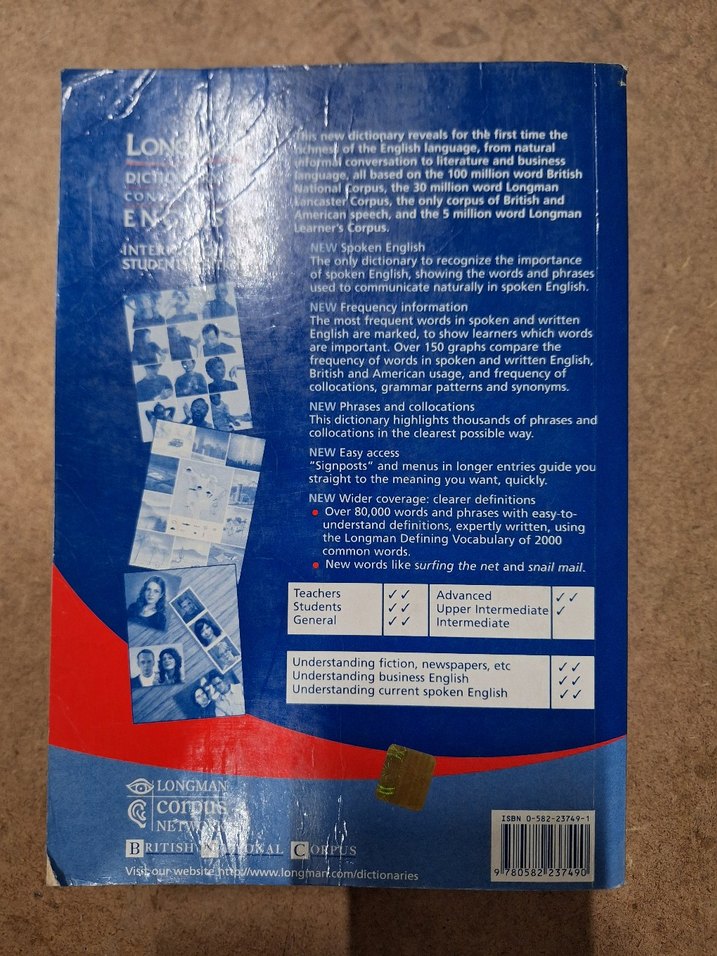 LONGMAN
DICTIONARY
ENGLISH
INTERNATIONAL
STUDENT
This new dictionary reveals for the first time the
richness of the English language, from natural
informal conversation to literature and business
language, all based on the 100 million word British
National Corpus, the 30 million word Longman
Lancaster Corpus, the only corpus of British and
American speech, and the 5 million word Longman
Learner's Corpus.
NEW Spoken English
The only dictionary to recognize the importance
of spoken English, showing the words and phrases
used to communicate naturally in spoken English.
NEW Frequency information
The most frequent words in spoken and written
English are marked, to show learners which words
are important. Over 150 graphs compare the
frequency of words in spoken and written English,
British and American usage, and frequency of
collocations, grammar patterns and synonyms.
NEW Phrases and collocations
This dictionary highlights thousands of phrases and
collocations in the clearest possible way.
NEW Easy access
"Signposts" and menus in longer entries guide you
straight to the meaning you want, quickly.
NEW Wider coverage: clearer definitions
• Over 80,000 words and phrases with easy-to-
understand definitions, expertly written, using
the Longman Defining Vocabulary of 2000
common words.
• New words like surfing the net and snail mail.
Teachers ✓✓
Students ✓✓
General ✓✓
Advanced ✓✓
Upper Intermediate ✓
Intermediate
Understanding fiction, newspapers, etc ✓✓
Understanding business English ✓✓
Understanding current spoken English ✓✓
LONGMAN
corpus
NETWORK
BRITISH NATIONAL CORPUS
Visit our website http://www.longman.com/dictionaries
ISBN 0-582-23749-1
9 780582 237490